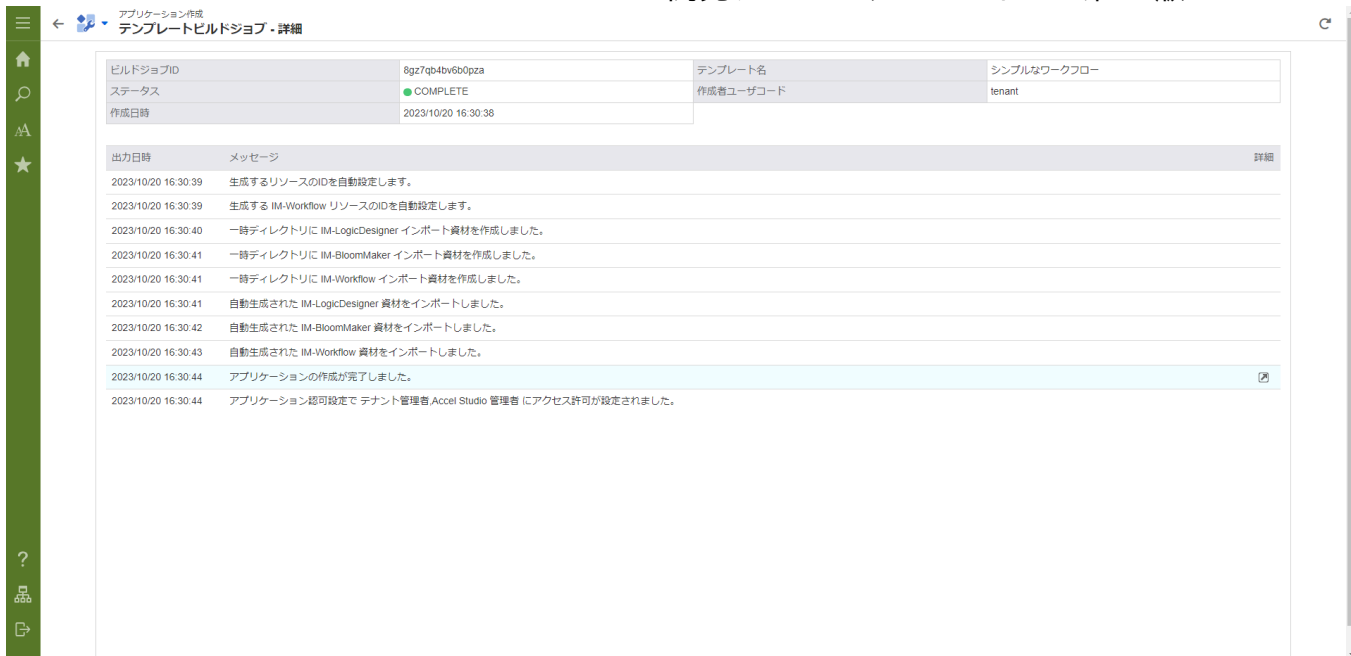 アプリケーション作成
テンプレートビルドジョブ - 詳細
ビルドジョブID 8gz7qb4bv6b0pza テンプレート名 シンプルなワークフロー
ステータス COMPLETE 作成者ユーザコード tenant
作成日時 2023/10/20 16:30:38
出力日時 メッセージ 詳細
2023/10/20 16:30:39 生成するリソースのIDを自動設定します。
2023/10/20 16:30:39 生成する IM-Workflow リソースのIDを自動設定します。
2023/10/20 16:30:40 一時ディレクトリに IM-LogicDesigner インポート資材を作成しました。
2023/10/20 16:30:41 一時ディレクトリに IM-BloomMaker インポート資材を作成しました。
2023/10/20 16:30:41 一時ディレクトリに IM-Workflow インポート資材を作成しました。
2023/10/20 16:30:41 自動生成された IM-LogicDesigner 資材をインポートしました。
2023/10/20 16:30:42 自動生成された IM-BloomMaker 資材をインポートしました。
2023/10/20 16:30:43 自動生成された IM-Workflow 資材をインポートしました。
2023/10/20 16:30:44 アプリケーションの作成が完了しました。
2023/10/20 16:30:44 アプリケーション認可設定で テナント管理者,Accel Studio 管理者 にアクセス許可が設定されました。